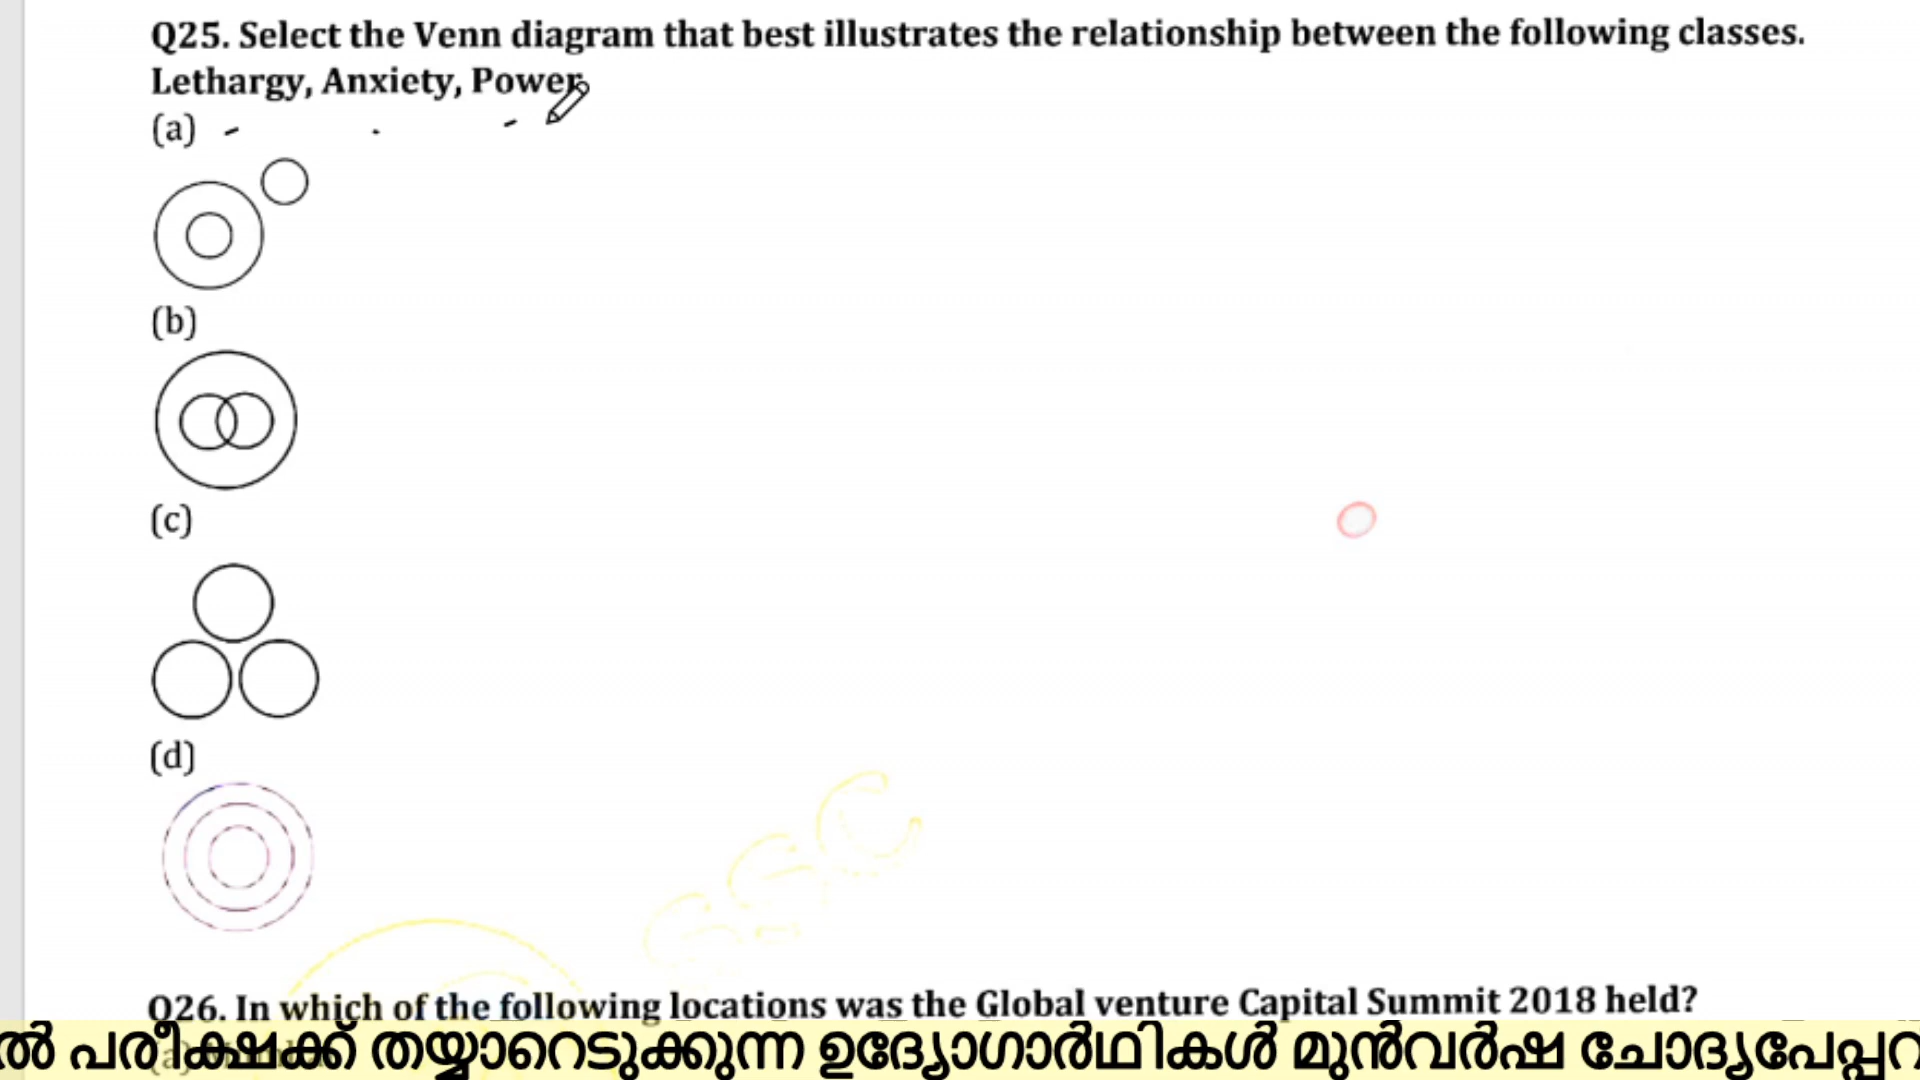 Q25. Select the Venn diagram that best illustrates the relationship between the following classes.
Lethargy, Anxiety, Power
(a)
(b)
(c)
(d)
SSC
Q26. In which of the following locations was the Global venture Capital Summit 2018 held?
ൽ പരീക്ഷക്ക് തയ്യാറെടുക്കുന്ന ഉദ്യോഗാർഥികൾ മുൻവർഷ
(a)